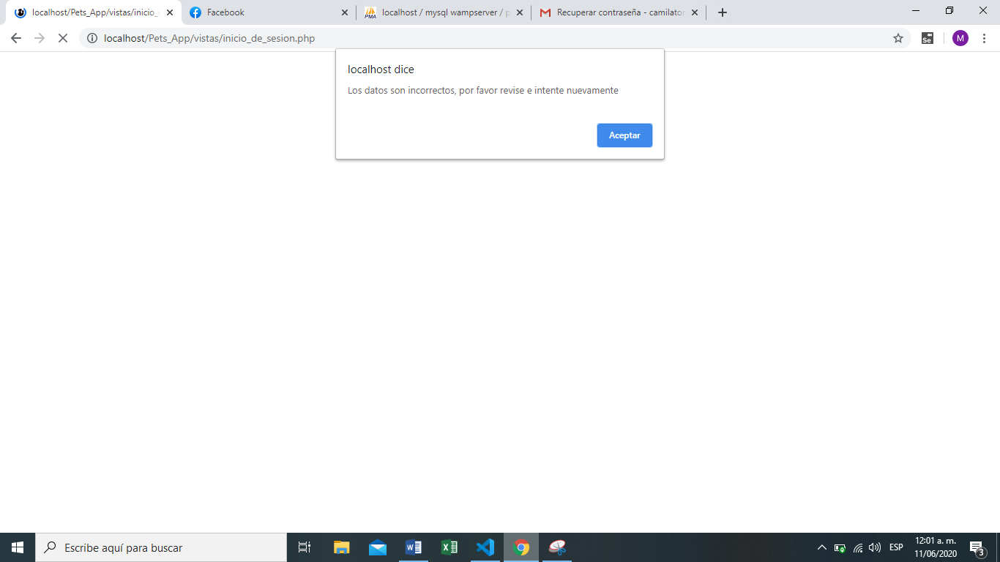 localhost/Pets_App/vistas/inicio_
Facebook
localhost / mysql wampserver / p
Recuperar contraseña - camilator
localhost/Pets_App/vistas/inicio_de_sesion.php
Se
M
localhost dice
Los datos son incorrectos, por favor revise e intente nuevamente
Aceptar
Escribe aquí para buscar
ESP
12:01 a. m.
11/06/2020
3